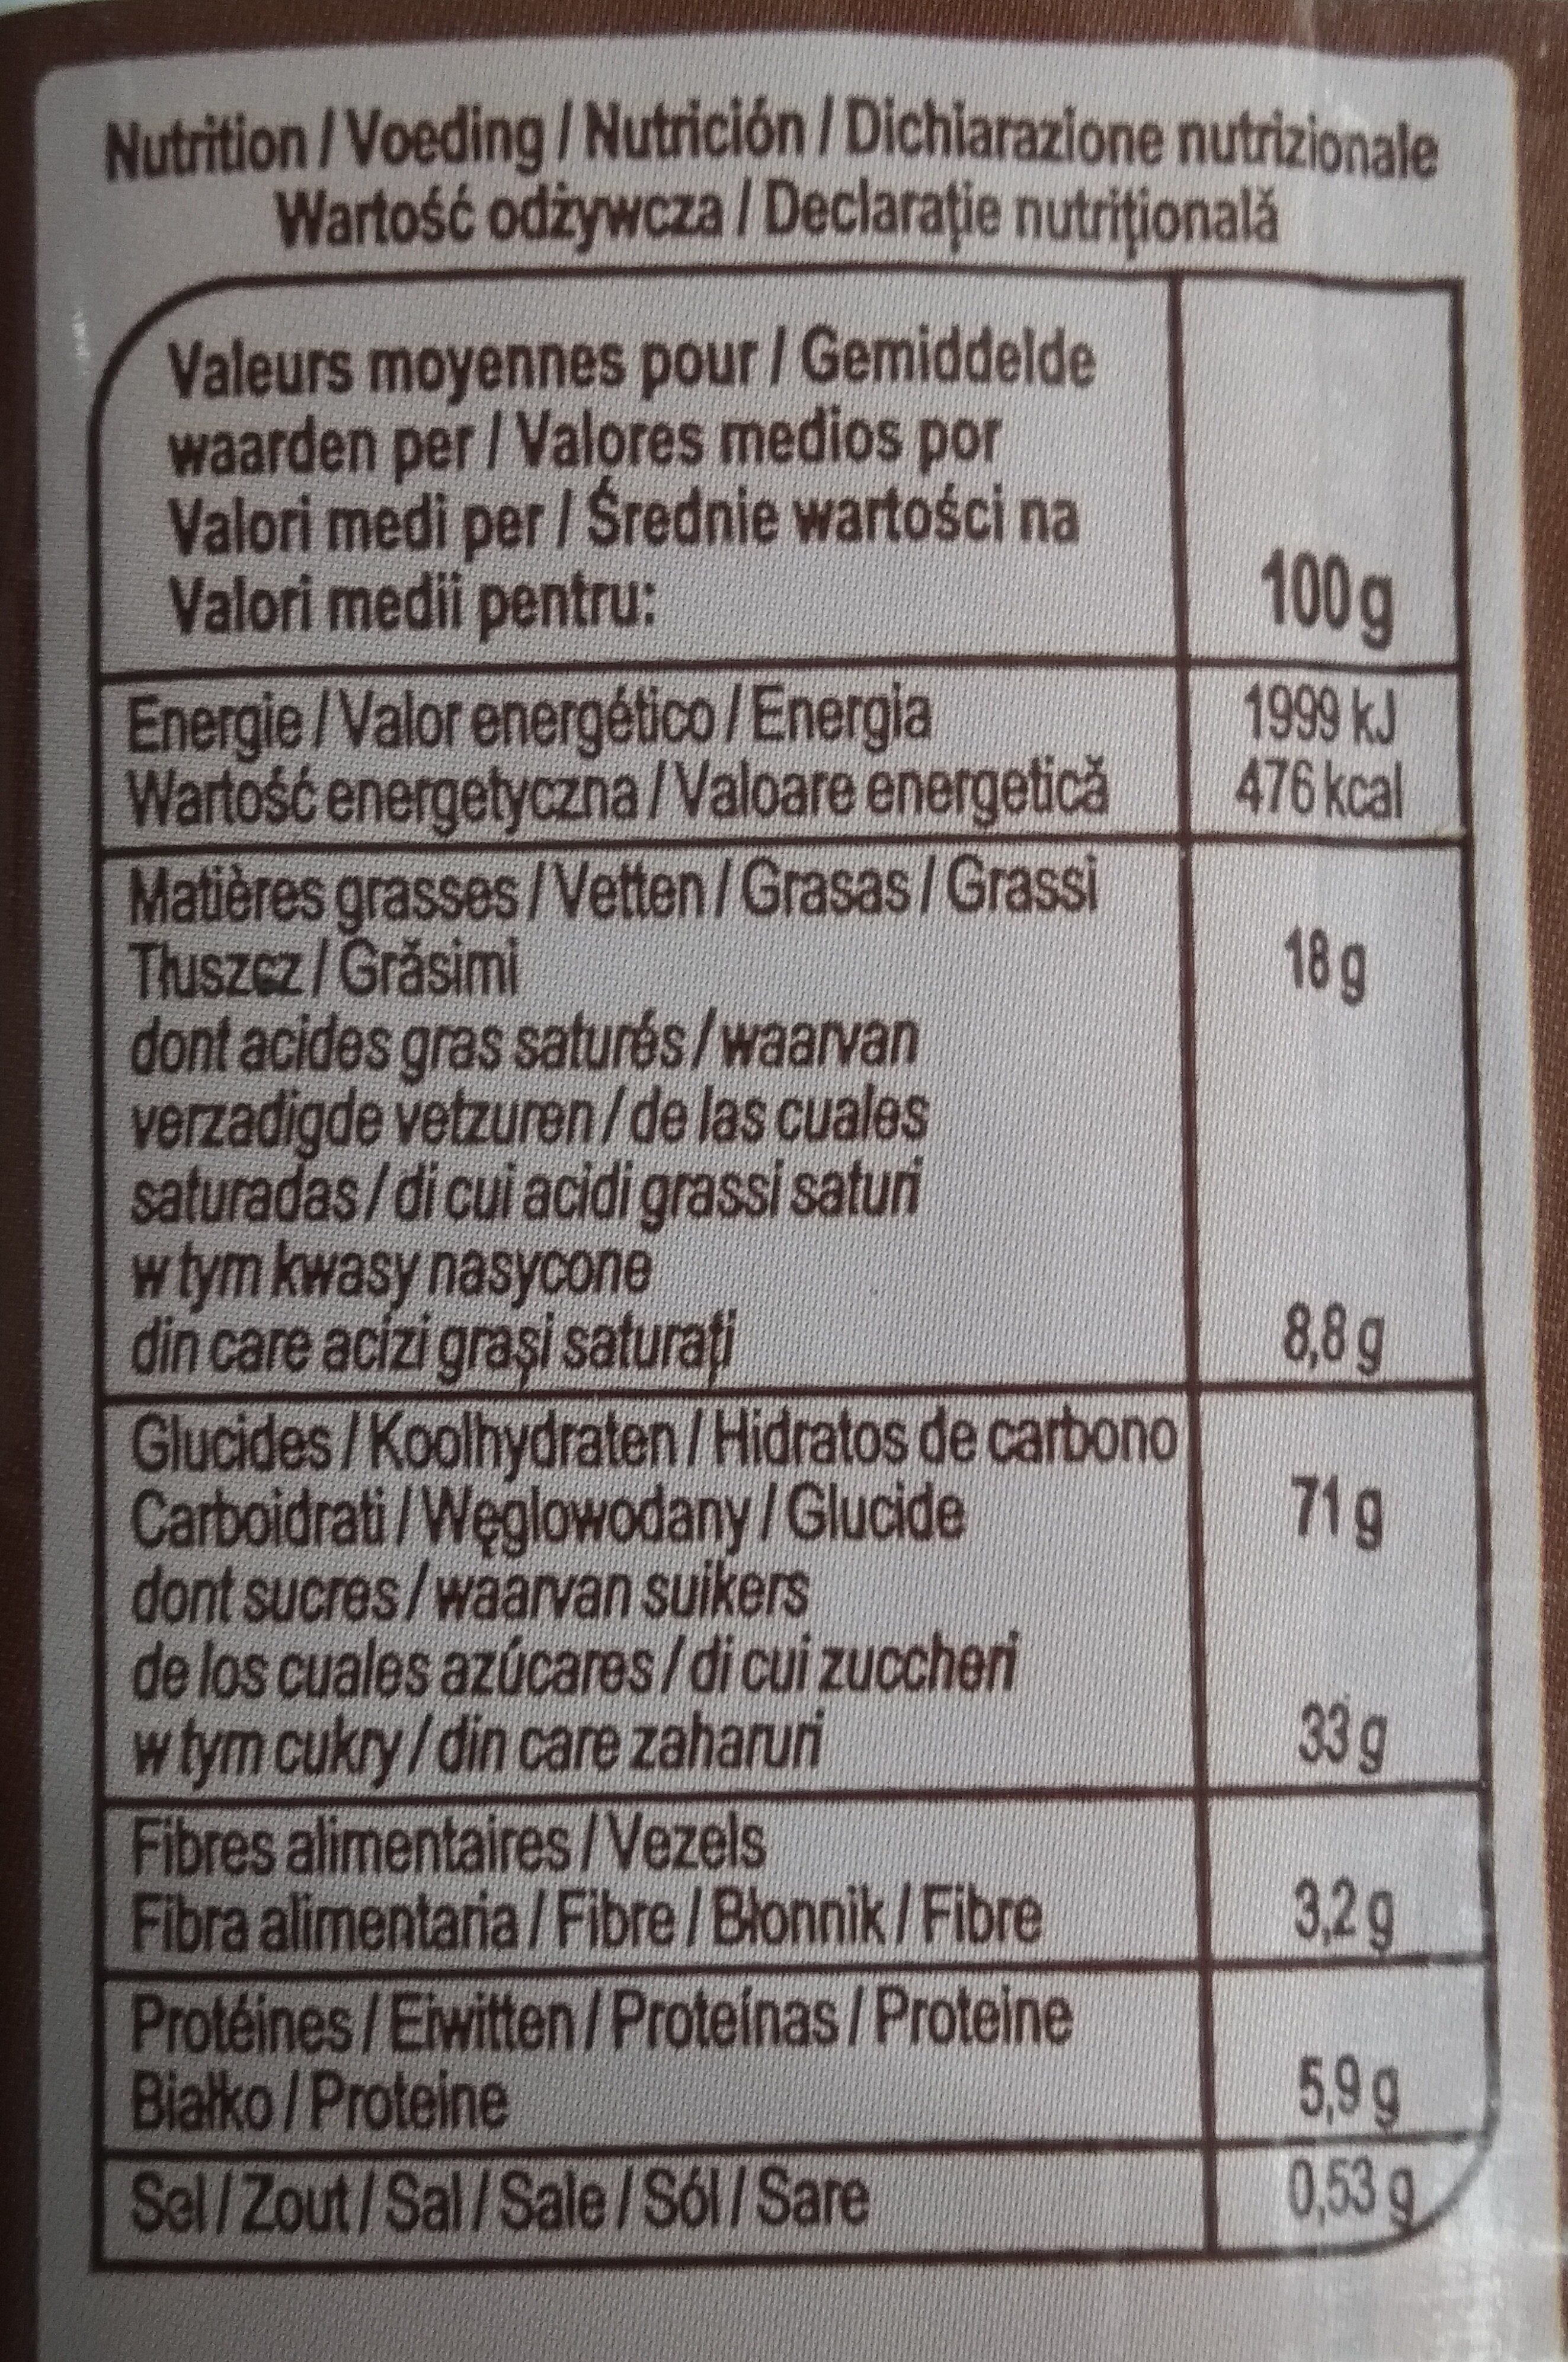 Nutrition / Voeding / Nutrición / Dichiarazione nutrizionale
Wartość odżywcza / Declarație nutrițională
Valeurs moyennes pour / Gemiddelde
waarden per / Valores medios por
Valori medi per / Średnie wartości na
Valori medii pentru: 100 g
Energie / Valor energético / Energia 1999 kJ
Wartość energetyczna / Valoare energetică 476 kcal
Matières grasses / Vetten / Grasas / Grassi
Tłuszcz / Grăsimi 18 g
dont acides gras saturés / waarvan
verzadigde vetzuren / de las cuales
saturadas / di cui acidi grassi saturi
w tym kwasy nasycone
din care acizi grași saturați 8,8 g
Glucides / Koolhydraten / Hidratos de carbono
Carboidrati / Węglowodany / Glucide 71 g
dont sucres / waarvan suikers
de los cuales azúcares / di cui zuccheri
w tym cukry / din care zaharuri 33 g
Fibres alimentaires / Vezels
Fibra alimentaria / Fibre / Błonnik / Fibre 3,2 g
Protéines / Eiwitten / Proteínas / Proteine
Białko / Proteine 5,9 g
Sel / Zout / Sal / Sale / Sól / Sare 0,53 g